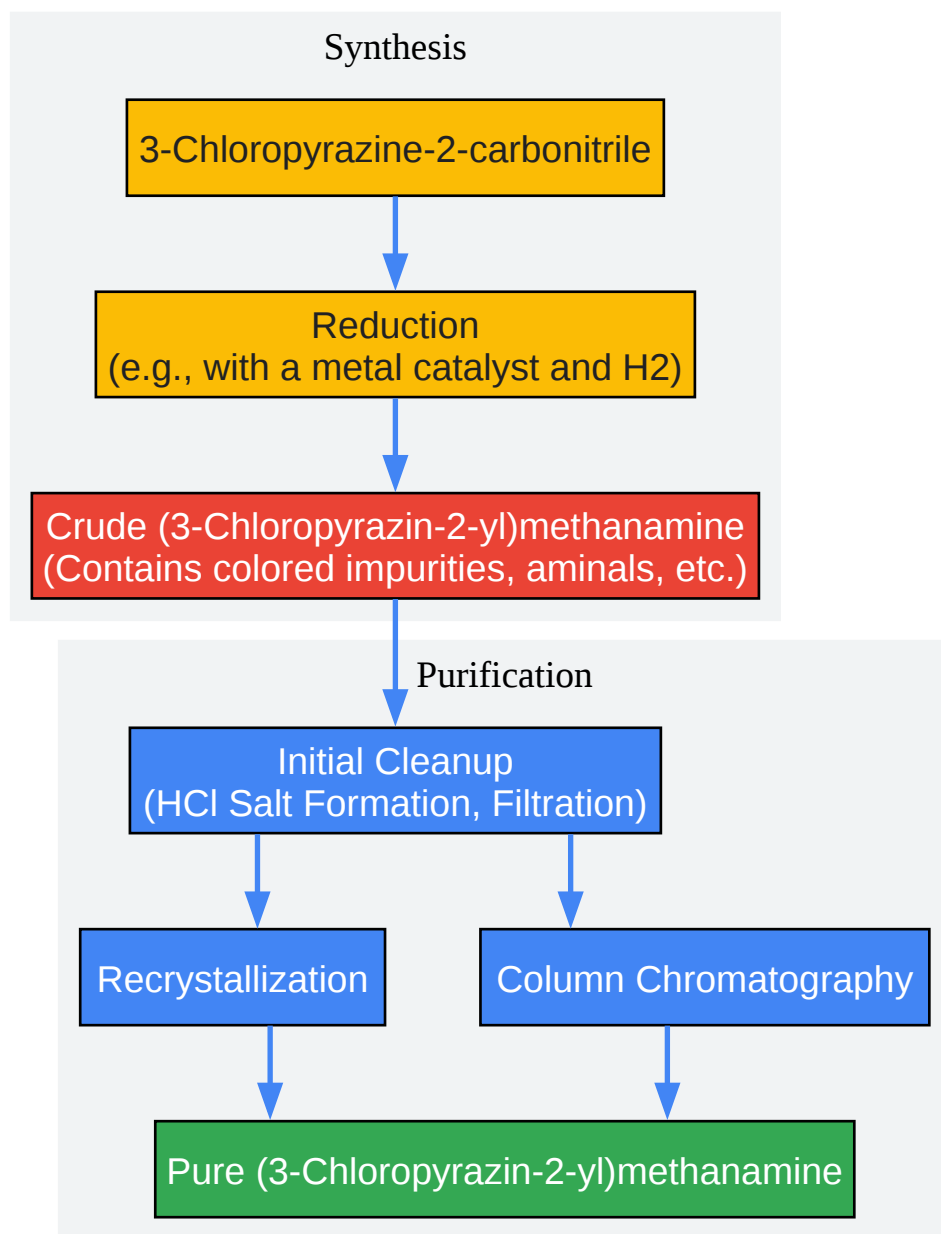 Synthesis
3-Chloropyrazine-2-carbonitrile
Reduction
(e.g., with a metal catalyst and H2)
Crude (3-Chloropyrazin-2-yl)methanamine
(Contains colored impurities, aminals, etc.)
Purification
Initial Cleanup
(HCl Salt Formation, Filtration)
Recrystallization
Column Chromatography
Pure (3-Chloropyrazin-2-yl)methanamine